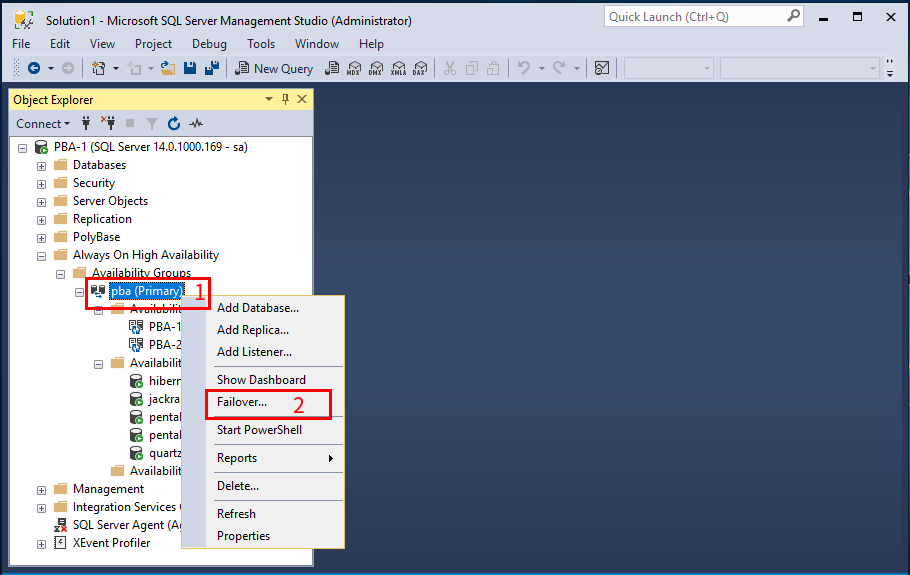 Solution1 - Microsoft SQL Server Management Studio (Administrator)
Quick Launch (Ctrl+Q)
File Edit View Project Debug Tools Window Help
New Query MDX DMX XMLA DAX
Object Explorer
Connect
PBA-1 (SQL Server 14.0.1000.169 - sa)
Databases
Security
Server Objects
Replication
PolyBase
Always On High Availability
Availability Groups
pba (Primary) 1
Availabili
PBA-1
PBA-2
Availabilit
hibern
jackra
pental
pental
quartz
Availabilit
Management
Integration Services C
SQL Server Agent (Ag
XEvent Profiler
Add Database...
Add Replica...
Add Listener...
Show Dashboard
Failover... 2
Start PowerShell
Reports
Delete...
Refresh
Properties